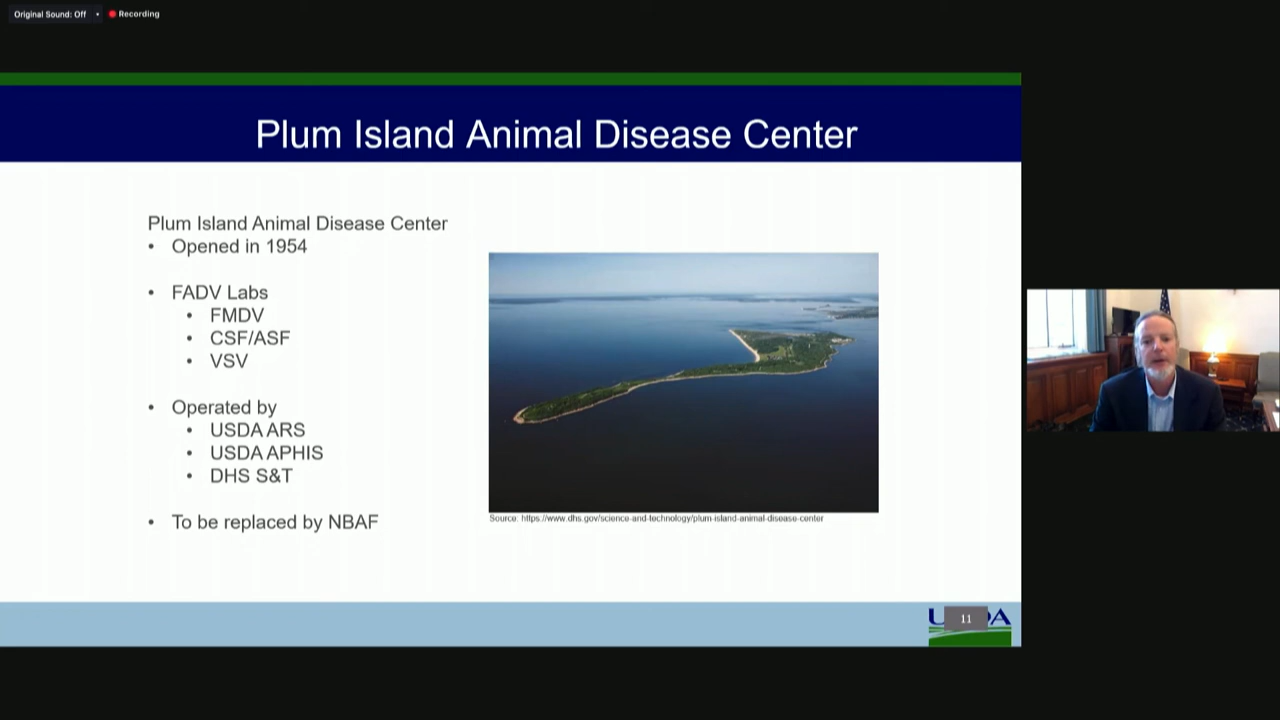 Original Sound: Off
Recording
Plum Island Animal Disease Center
Plum Island Animal Disease Center
• Opened in 1954
• FADV Labs
• FMDV
• CSF/ASF
• VSV
• Operated by
• USDA ARS
• USDA APHIS
• DHS S&T
• To be replaced by NBAF
Source: https://www.dhs.gov/science-and-technology/plum-island-animal-disease-center
11